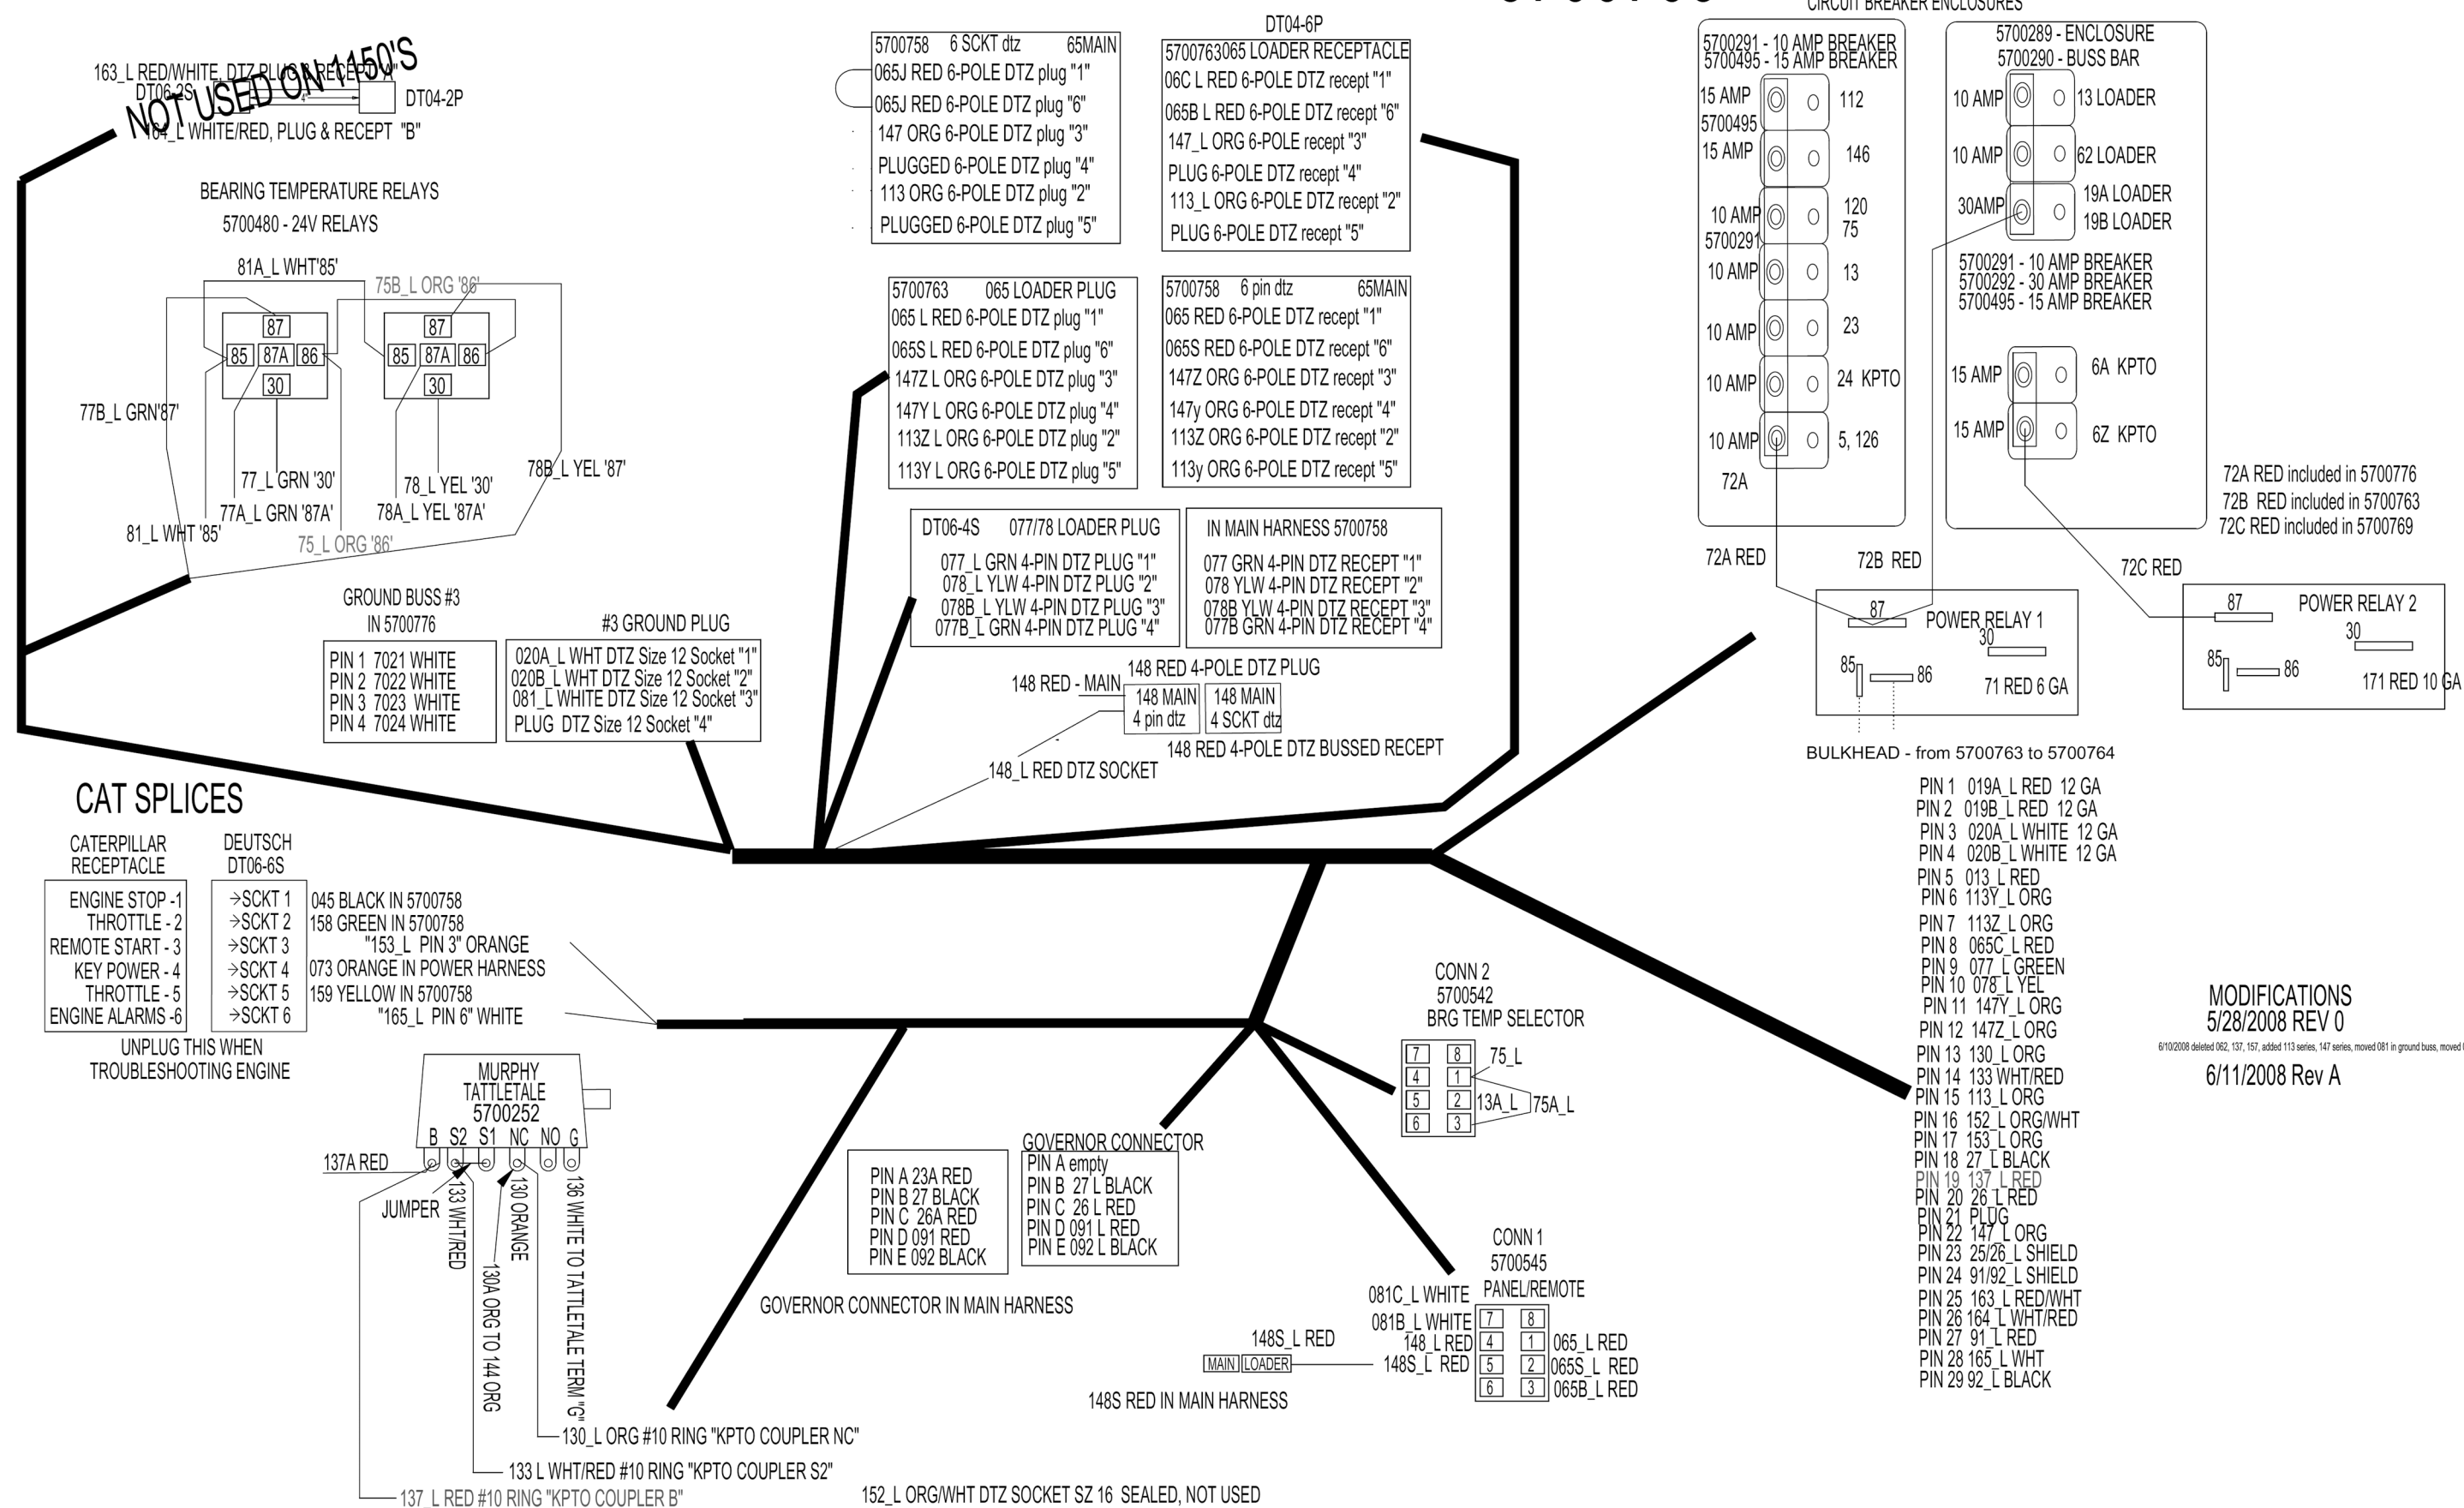 CIRCUIT BREAKER ENCLOSURES
163_L RED/WHITE, DTZ PLUG & RECEPT "A"
NOT USED ON 1150'S
DT06-2S
4"
DT04-2P
164_L WHITE/RED, PLUG & RECEPT "B"
BEARING TEMPERATURE RELAYS
5700480 - 24V RELAYS
81A_L WHT'85'
75B_L ORG '86'
87
85
87A
86
30
87
85
87A
86
30
77B_L GRN'87'
77_L GRN '30'
77A_L GRN '87A'
81_L WHT '85'
75_L ORG '86'
78_L YEL '30'
78A_L YEL '87A'
78B_L YEL '87'
5700758 6 SCKT dtz 65MAIN
065J RED 6-POLE DTZ plug "1"
065J RED 6-POLE DTZ plug "6"
147 ORG 6-POLE DTZ plug "3"
PLUGGED 6-POLE DTZ plug "4"
113 ORG 6-POLE DTZ plug "2"
PLUGGED 6-POLE DTZ plug "5"
DT04-6P
5700763 065 LOADER RECEPTACLE
06C L RED 6-POLE DTZ recept "1"
065B L RED 6-POLE DTZ recept "6"
147_L ORG 6-POLE recept "3"
PLUG 6-POLE DTZ recept "4"
113_L ORG 6-POLE DTZ recept "2"
PLUG 6-POLE DTZ recept "5"
5700763 065 LOADER PLUG
065 L RED 6-POLE DTZ plug "1"
065S L RED 6-POLE DTZ plug "6"
147Z L ORG 6-POLE DTZ plug "3"
147Y L ORG 6-POLE DTZ plug "4"
113Z L ORG 6-POLE DTZ plug "2"
113Y L ORG 6-POLE DTZ plug "5"
5700758 6 pin dtz 65MAIN
065 RED 6-POLE DTZ recept "1"
065S RED 6-POLE DTZ recept "6"
147Z ORG 6-POLE DTZ recept "3"
147y ORG 6-POLE DTZ recept "4"
113Z ORG 6-POLE DTZ recept "2"
113y ORG 6-POLE DTZ recept "5"
DT06-4S 077/78 LOADER PLUG
077_L GRN 4-PIN DTZ PLUG "1"
078_L YLW 4-PIN DTZ PLUG "2"
078B_L YLW 4-PIN DTZ PLUG "3"
077B_L GRN 4-PIN DTZ PLUG "4"
IN MAIN HARNESS 5700758
077 GRN 4-PIN DTZ RECEPT "1"
078 YLW 4-PIN DTZ RECEPT "2"
078B YLW 4-PIN DTZ RECEPT "3"
077B GRN 4-PIN DTZ RECEPT "4"
148 RED 4-POLE DTZ PLUG
148 RED - MAIN
148 MAIN
4 pin dtz
148 MAIN
4 SCKT dtz
148 RED 4-POLE DTZ BUSSED RECEPT
148_L RED DTZ SOCKET
GROUND BUSS #3
IN 5700776
PIN 1 7021 WHITE
PIN 2 7022 WHITE
PIN 3 7023 WHITE
PIN 4 7024 WHITE
#3 GROUND PLUG
020A_L WHT DTZ Size 12 Socket "1"
020B_L WHT DTZ Size 12 Socket "2"
081_L WHITE DTZ Size 12 Socket "3"
PLUG DTZ Size 12 Socket "4"
5700291 - 10 AMP BREAKER
5700495 - 15 AMP BREAKER
15 AMP
112
5700495
15 AMP
146
10 AMP
120
75
5700291
10 AMP
13
10 AMP
23
10 AMP
24 KPTO
10 AMP
5, 126
72A
5700289 - ENCLOSURE
5700290 - BUSS BAR
10 AMP
13 LOADER
10 AMP
62 LOADER
30AMP
19A LOADER
19B LOADER
5700291 - 10 AMP BREAKER
5700292 - 30 AMP BREAKER
5700495 - 15 AMP BREAKER
15 AMP
6A KPTO
15 AMP
6Z KPTO
72A RED included in 5700776
72B RED included in 5700763
72C RED included in 5700769
72A RED
72B RED
72C RED
87
POWER RELAY 1
30
85
86
71 RED 6 GA
87
POWER RELAY 2
30
85
86
171 RED 10 GA
BULKHEAD - from 5700763 to 5700764
PIN 1 019A_L RED 12 GA
PIN 2 019B_L RED 12 GA
PIN 3 020A_L WHITE 12 GA
PIN 4 020B_L WHITE 12 GA
PIN 5 013_L RED
PIN 6 113Y_L ORG
PIN 7 113Z_L ORG
PIN 8 065C_L RED
PIN 9 077_L GREEN
PIN 10 078_L YEL
PIN 11 147Y_L ORG
PIN 12 147Z_L ORG
PIN 13 130_L ORG
PIN 14 133 WHT/RED
PIN 15 113_L ORG
PIN 16 152_L ORG/WHT
PIN 17 153_L ORG
PIN 18 27_L BLACK
PIN 19 137_L RED
PIN 20 26_L RED
PIN 21 PLUG
PIN 22 147_L ORG
PIN 23 25/26_L SHIELD
PIN 24 91/92_L SHIELD
PIN 25 163_L RED/WHT
PIN 26 164_L WHT/RED
PIN 27 91_L RED
PIN 28 165_L WHT
PIN 29 92_L BLACK
MODIFICATIONS
5/28/2008 REV 0
6/10/2008 deleted 062, 137, 157, added 113 series, 147 series, moved 081 in ground buss, moved
6/11/2008 Rev A
CAT SPLICES
CATERPILLAR
RECEPTACLE
DEUTSCH
DT06-6S
ENGINE STOP -1
THROTTLE - 2
REMOTE START - 3
KEY POWER - 4
THROTTLE - 5
ENGINE ALARMS -6
→SCKT 1
→SCKT 2
→SCKT 3
→SCKT 4
→SCKT 5
→SCKT 6
045 BLACK IN 5700758
158 GREEN IN 5700758
"153_L PIN 3" ORANGE
073 ORANGE IN POWER HARNESS
159 YELLOW IN 5700758
"165_L PIN 6" WHITE
UNPLUG THIS WHEN
TROUBLESHOOTING ENGINE
MURPHY
TATTLETALE
5700252
B S2 S1 NC NO G
137A RED
JUMPER
133 WHT/RED
130A ORG TO 144 ORG
130 ORANGE
136 WHITE TO TATTLETALE TERM "G"
130_L ORG #10 RING "KPTO COUPLER NC"
133 L WHT/RED #10 RING "KPTO COUPLER S2"
137_L RED #10 RING "KPTO COUPLER B"
PIN A 23A RED
PIN B 27 BLACK
PIN C 26A RED
PIN D 091 RED
PIN E 092 BLACK
GOVERNOR CONNECTOR IN MAIN HARNESS
GOVERNOR CONNECTOR
PIN A empty
PIN B 27 L BLACK
PIN C 26 L RED
PIN D 091 L RED
PIN E 092 L BLACK
CONN 2
5700542
BRG TEMP SELECTOR
7 8
4 1
5 2
6 3
75_L
13A_L
75A_L
CONN 1
5700545
PANEL/REMOTE
081C_L WHITE
081B_L WHITE
148_L RED
148S_L RED
7 8
4 1
5 2
6 3
065_L RED
065S_L RED
065B_L RED
148S_L RED
MAIN LOADER
148S RED IN MAIN HARNESS
152_L ORG/WHT DTZ SOCKET SZ 16 SEALED, NOT USED